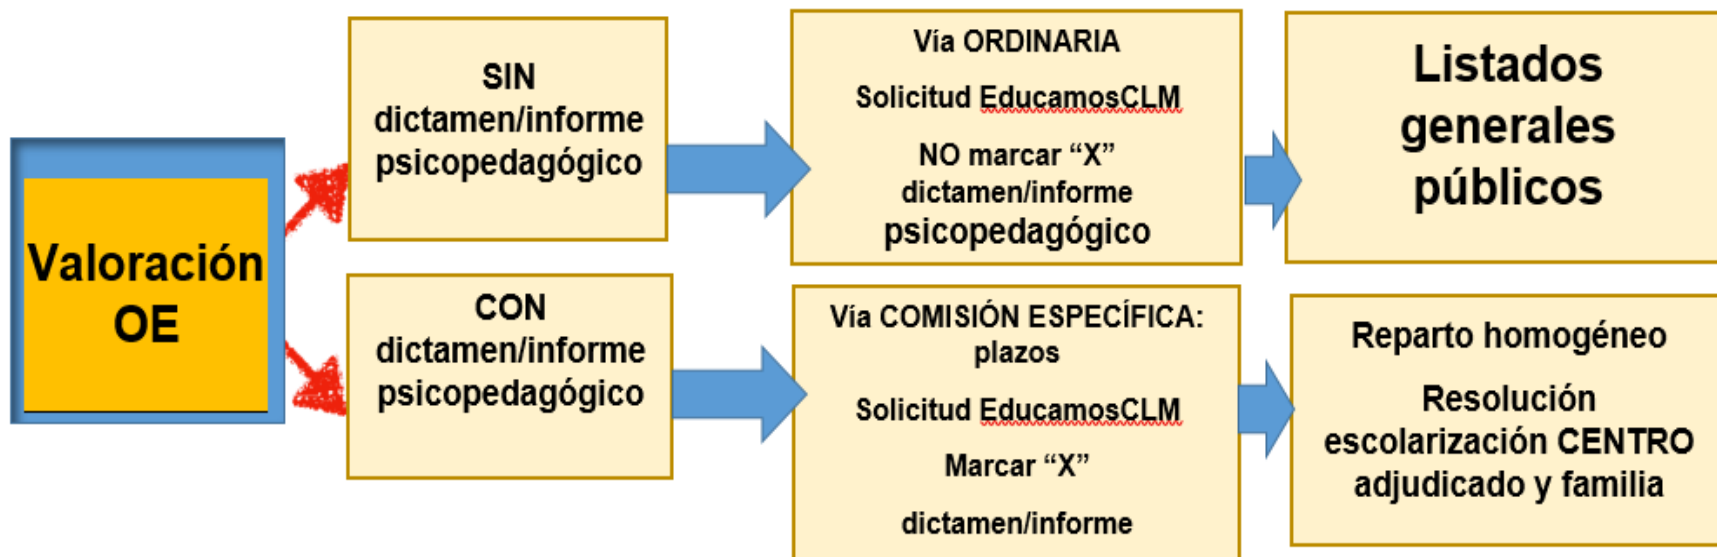 Valoración
OE
SIN
dictamen/informe
psicopedagógico
Vía ORDINARIA
Solicitud EducamosCLM
NO marcar “X”
dictamen/informe
psicopedagógico
Listados
generales
públicos
CON
dictamen/informe
psicopedagógico
Vía COMISIÓN ESPECÍFICA:
plazos
Solicitud EducamosCLM
Marcar “X”
dictamen/informe
Reparto homogéneo
Resolución
escolarización CENTRO
adjudicado y familia